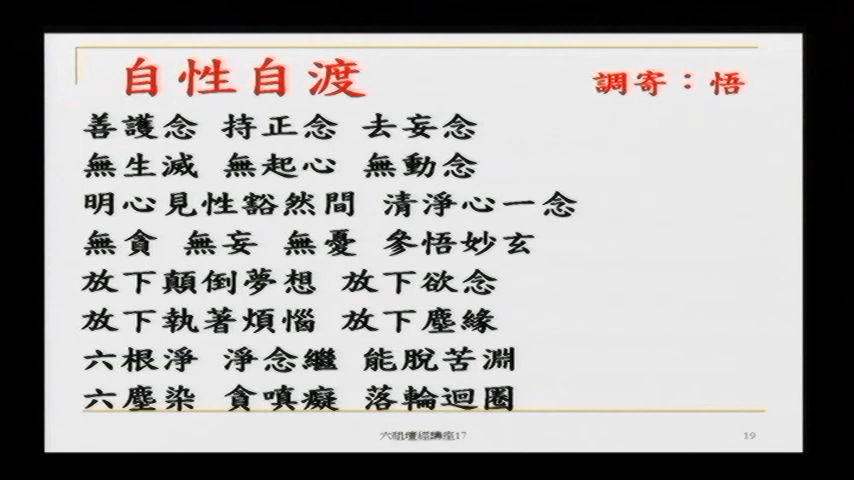 自性自渡 調寄：悟
善護念 持正念 去妄念
無生滅 無起心 無動念
明心見性豁然間 清淨心一念
無貪 無妄 無憂 參悟妙玄
放下顛倒夢想 放下欲念
放下執著煩惱 放下塵緣
六根淨 淨念繼 能脫苦淵
六塵染 貪嗔癡 落輪迴圈
六祖壇經講座17 19